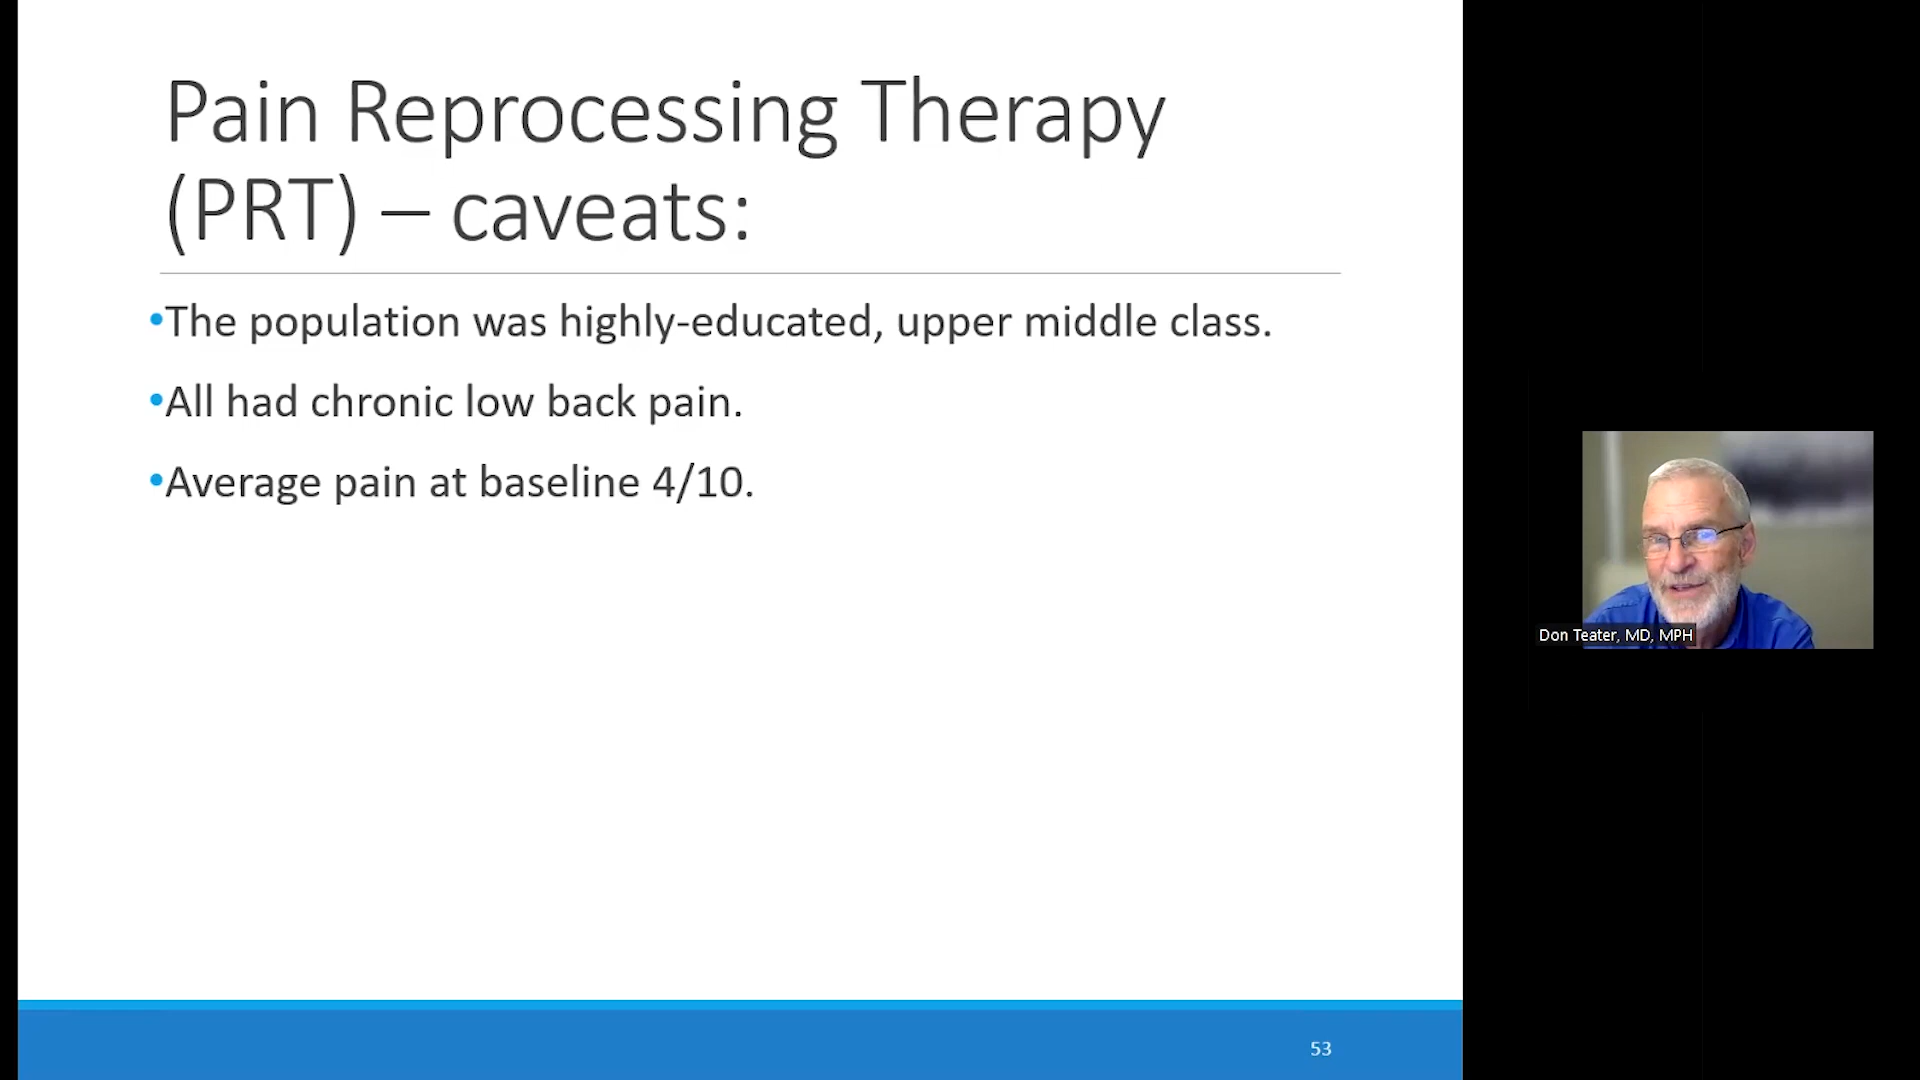 Pain Reprocessing Therapy
(PRT) – caveats:
•The population was highly-educated, upper middle class.
•All had chronic low back pain.
•Average pain at baseline 4/10.
Don Teater, MD, MPH
53